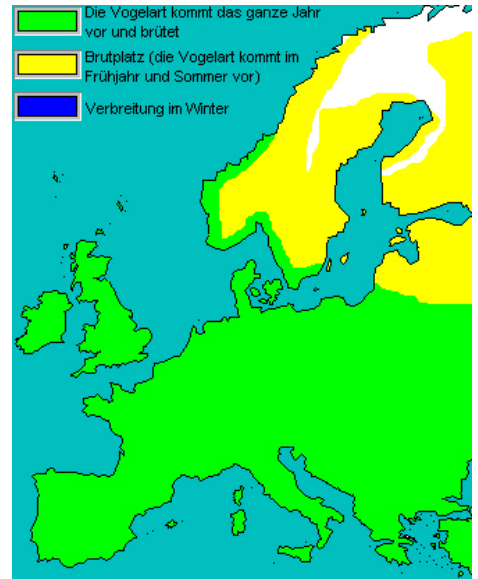 Die Vogelart kommt das ganze Jahr
vor und brütet
Brutplatz (die Vogelart kommt im
Frühjahr und Sommer vor)
Verbreitung im Winter